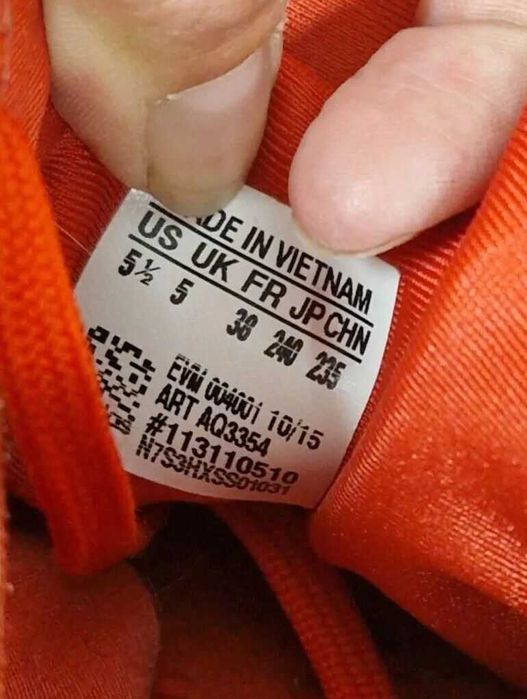 MADE IN VIETNAM
US UK FR JP CHN
5½ 5 38 240 235
EVM 004001 10/15
ART AQ3354
#113110510
N7S3HXSS01031